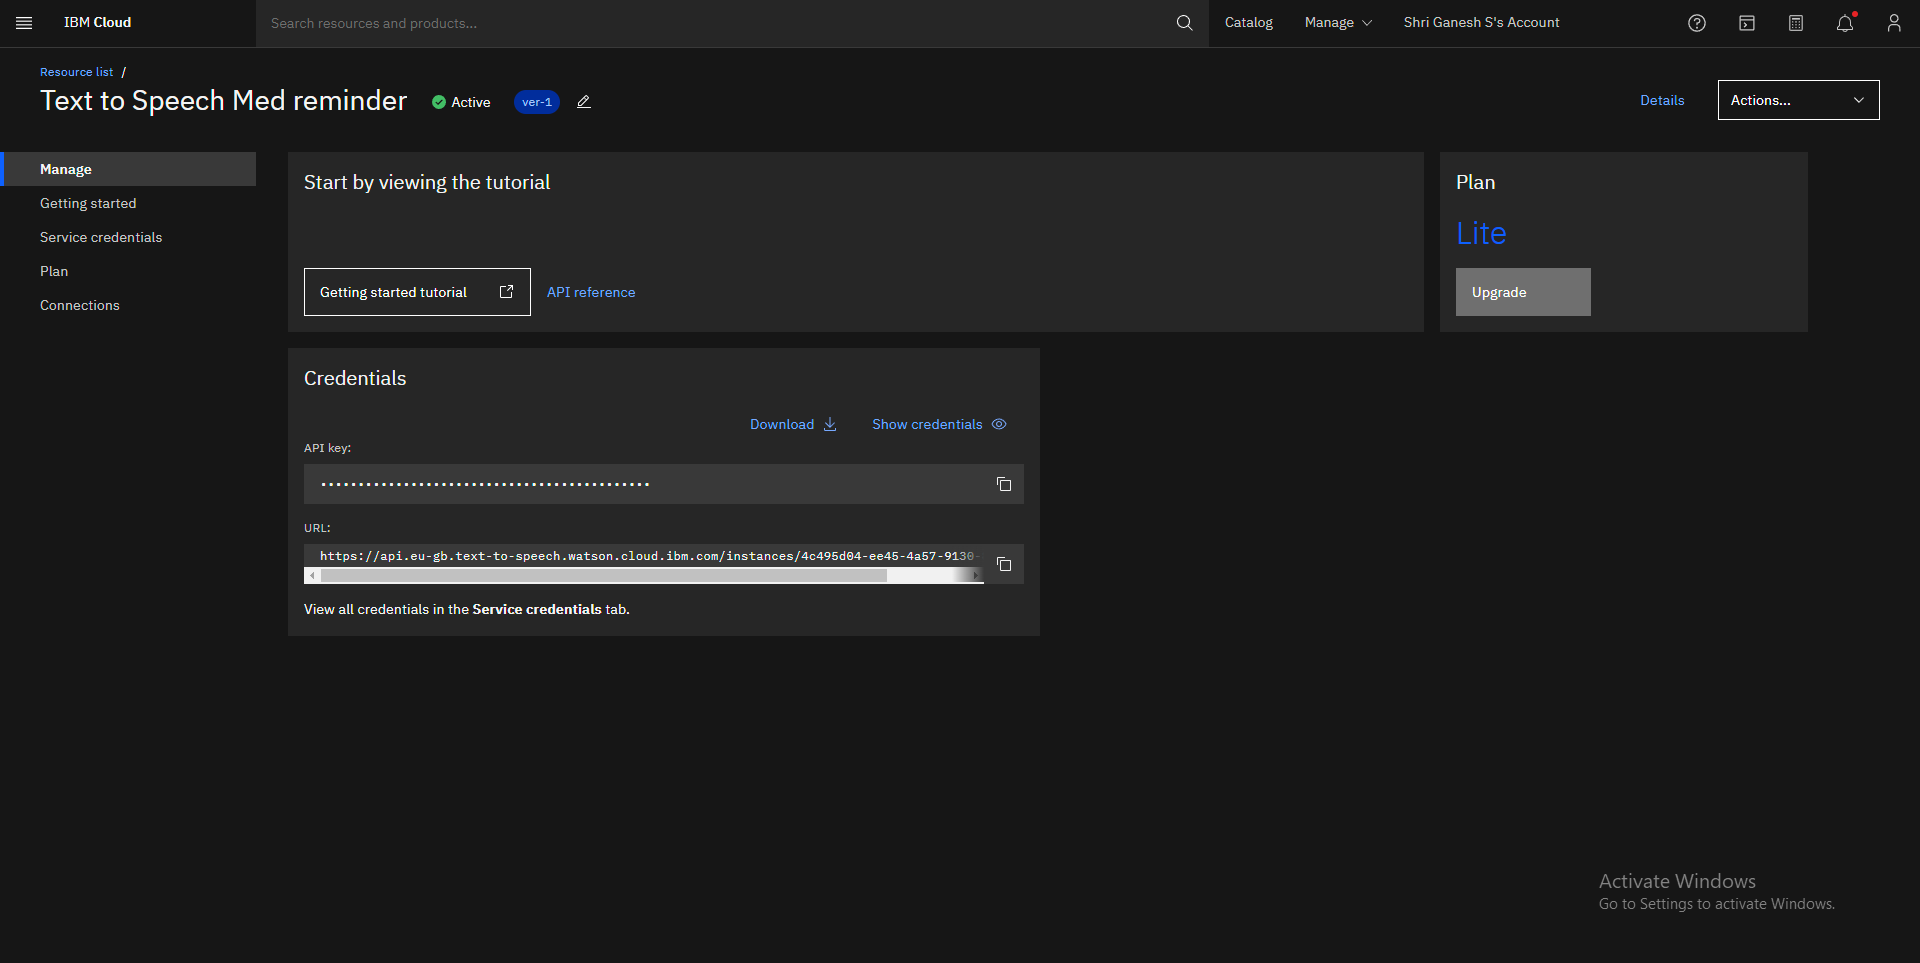 IBM Cloud
Search resources and products...
Catalog
Manage
Shri Ganesh S's Account
Resource list /
Text to Speech Med reminder
Active
ver-1
Details
Actions...
Manage
Getting started
Service credentials
Plan
Connections
Start by viewing the tutorial
Getting started tutorial
API reference
Plan
Lite
Upgrade
Credentials
Download
Show credentials
API key:
••••••••••••••••••••••••••••••••••••••••••••
URL:
https://api.eu-gb.text-to-speech.watson.cloud.ibm.com/instances/4c495d04-ee45-4a57-9130-
View all credentials in the Service credentials tab.
Activate Windows
Go to Settings to activate Windows.